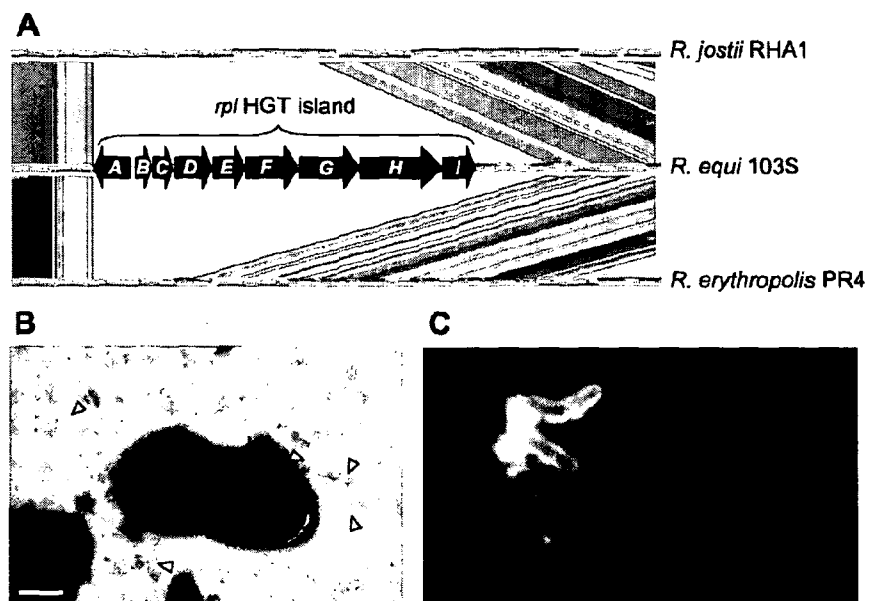 A
R. jostii RHA1
rpl HGT island
A B C D E F G H I
R. equi 103S
R. erythropolis PR4
B
C